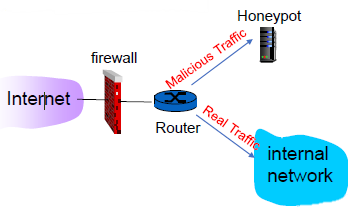 Honeypot
firewall
Malicious Traffic
Internet
Router
Real Traffic
internal
network